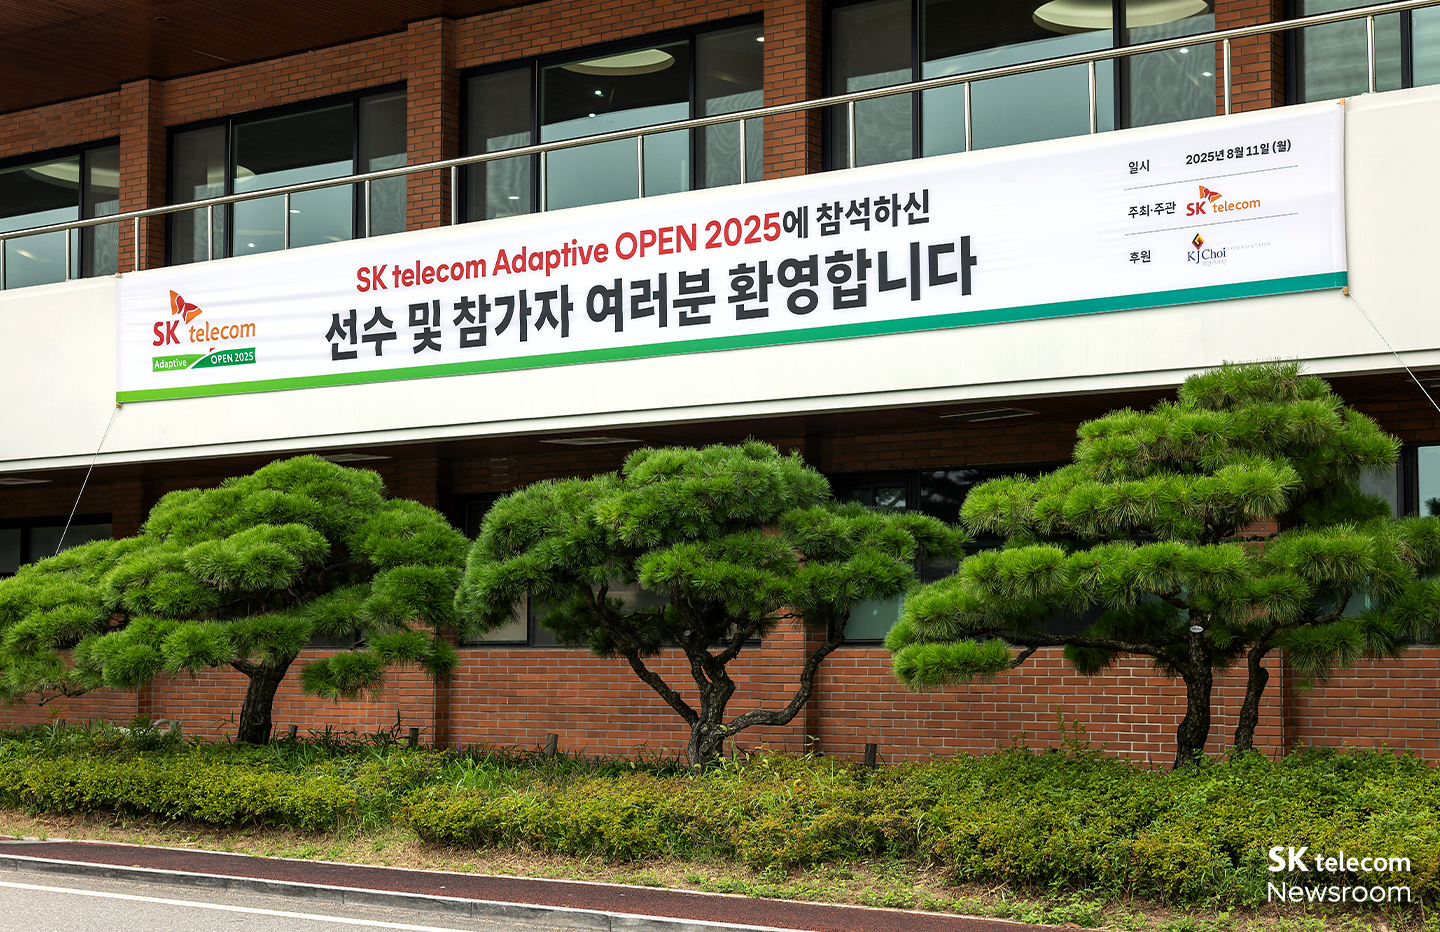 SK telecom Adaptive OPEN 2025에 참석하신
선수 및 참가자 여러분 환영합니다
SK telecom
Adaptive OPEN 2025
일시 2025년 8월 11일 (월)
주최·주관 SK telecom
후원 KJ Choi FOUNDATION
SK telecom
Newsroom